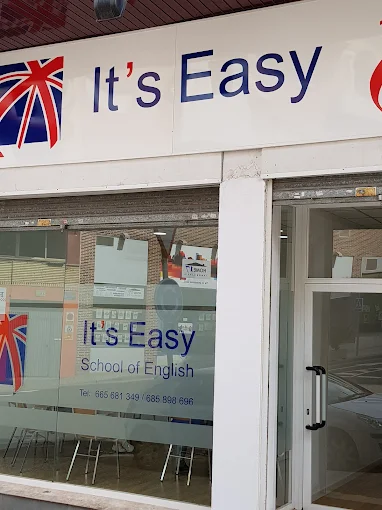 It's Easy
It's Easy
School of English
Tel: 665 681 349 / 685 898 696